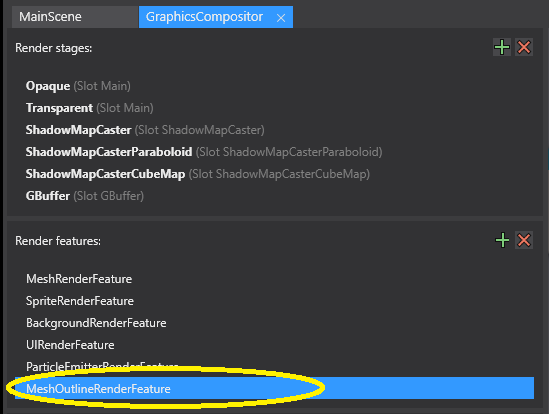 MainScene
GraphicsCompositor ×
Render stages:
Opaque (Slot Main)
Transparent (Slot Main)
ShadowMapCaster (Slot ShadowMapCaster)
ShadowMapCasterParaboloid (Slot ShadowMapCasterParaboloid)
ShadowMapCasterCubeMap (Slot ShadowMapCasterCubeMap)
GBuffer (Slot GBuffer)
Render features:
MeshRenderFeature
SpriteRenderFeature
BackgroundRenderFeature
UIRenderFeature
ParticleEmitterRenderFeature
MeshOutlineRenderFeature